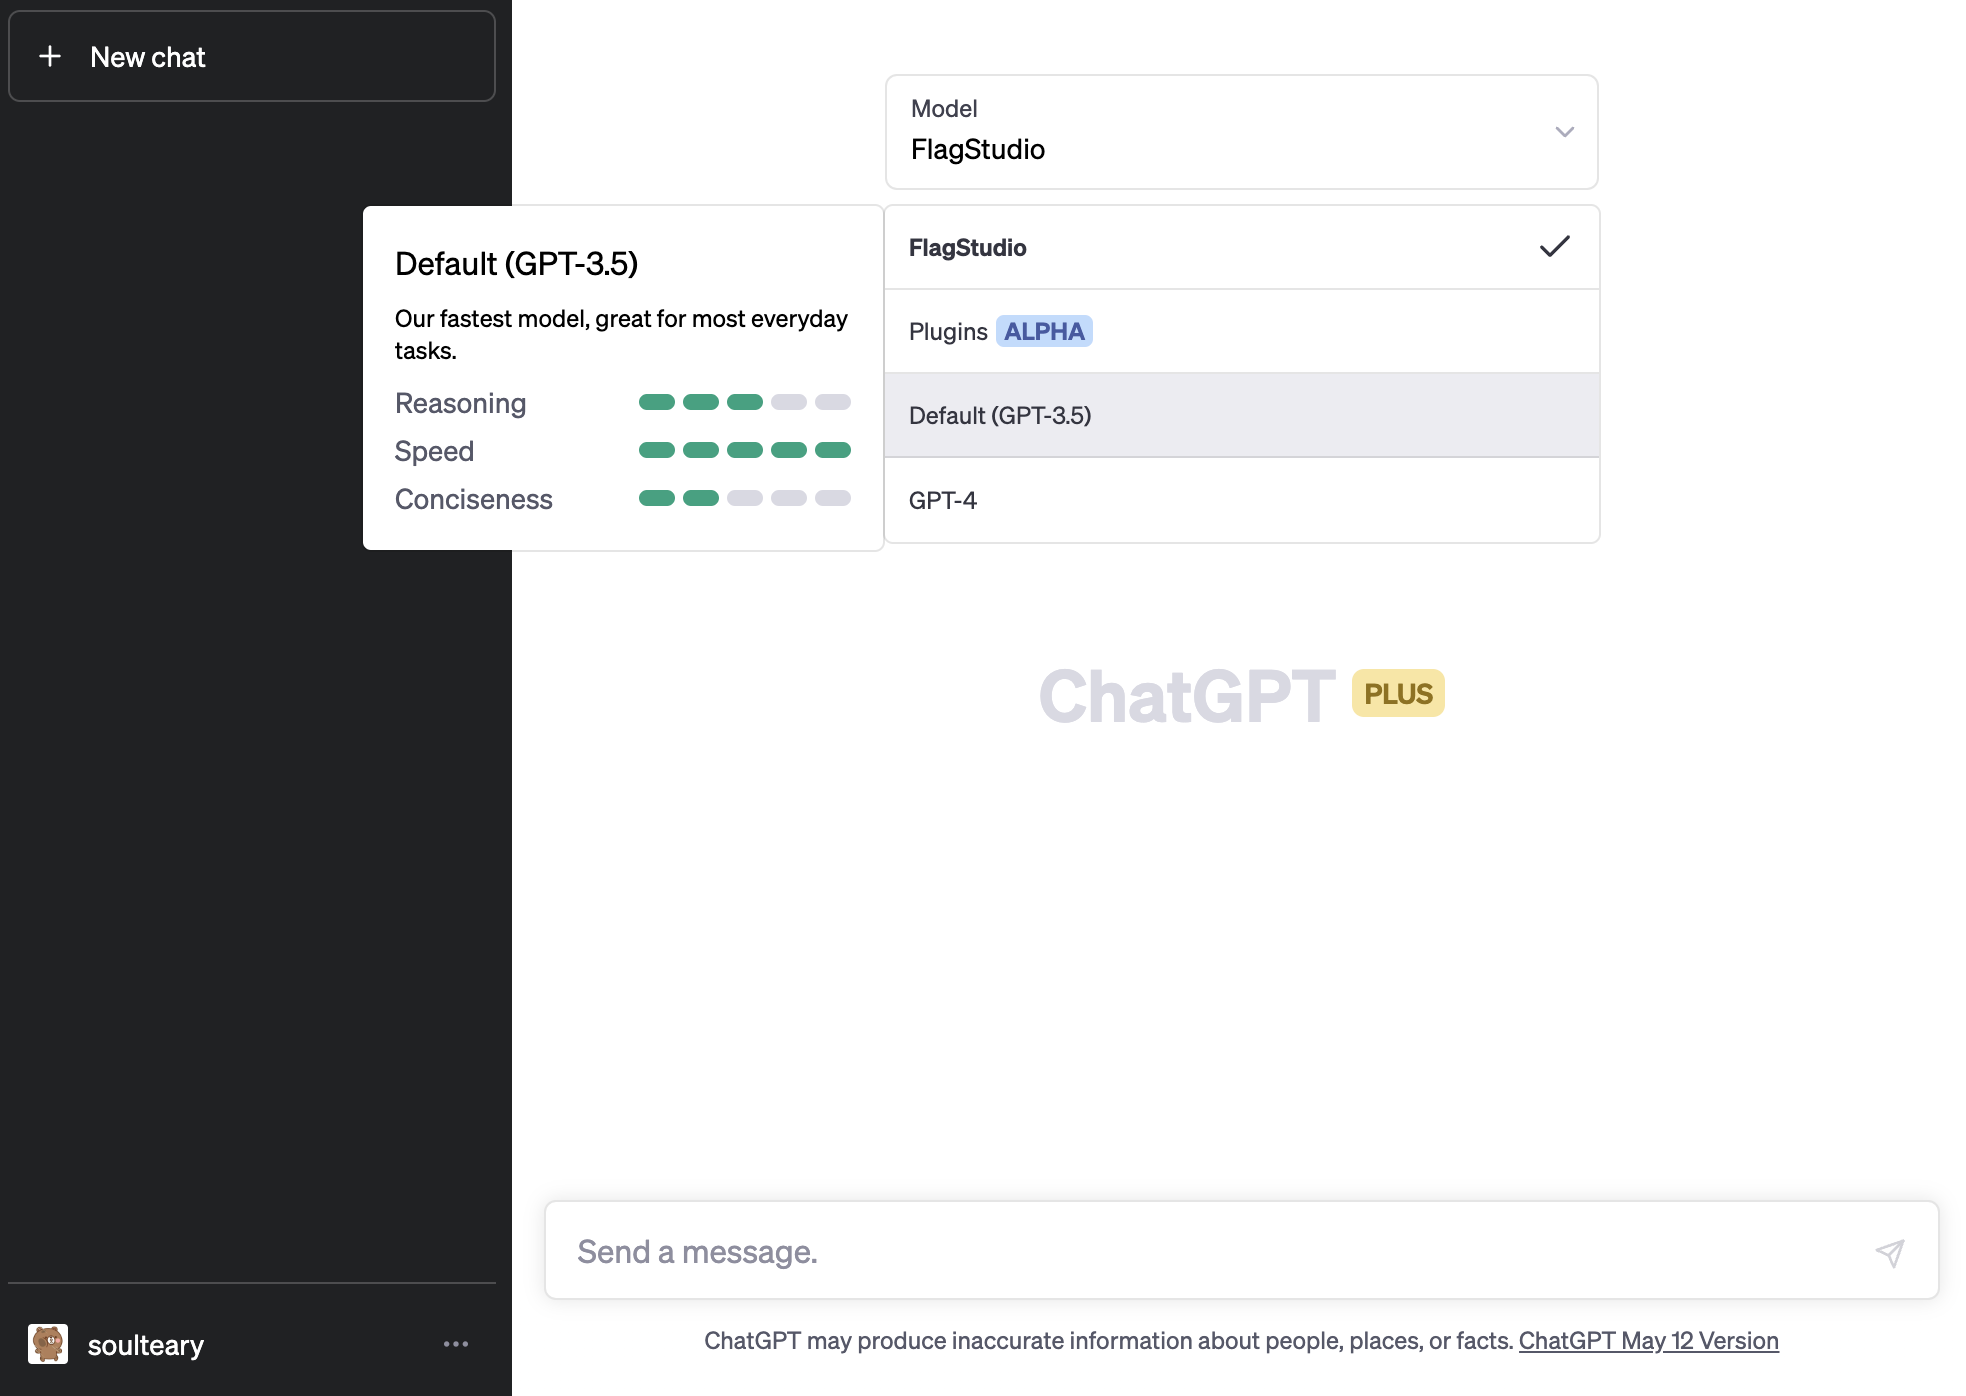 New chat
Model
FlagStudio
Default (GPT-3.5)
Our fastest model, great for most everyday
tasks.
Reasoning
Speed
Conciseness
FlagStudio
Plugins ALPHA
Default (GPT-3.5)
GPT-4
ChatGPT PLUS
Send a message.
ChatGPT may produce inaccurate information about people, places, or facts. ChatGPT May 12 Version
soulteary